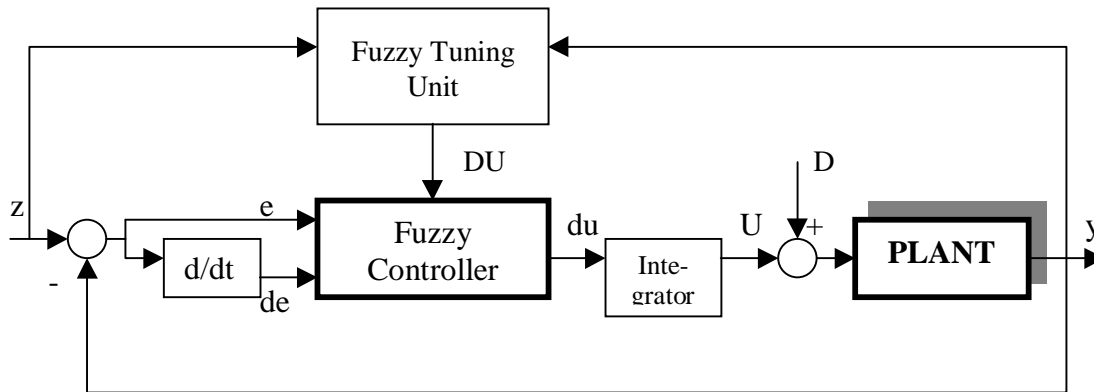 Fuzzy Tuning
Unit
DU
D
z
e
Fuzzy
Controller
du
U
+
PLANT
y
d/dt
Inte-
grator
-
de